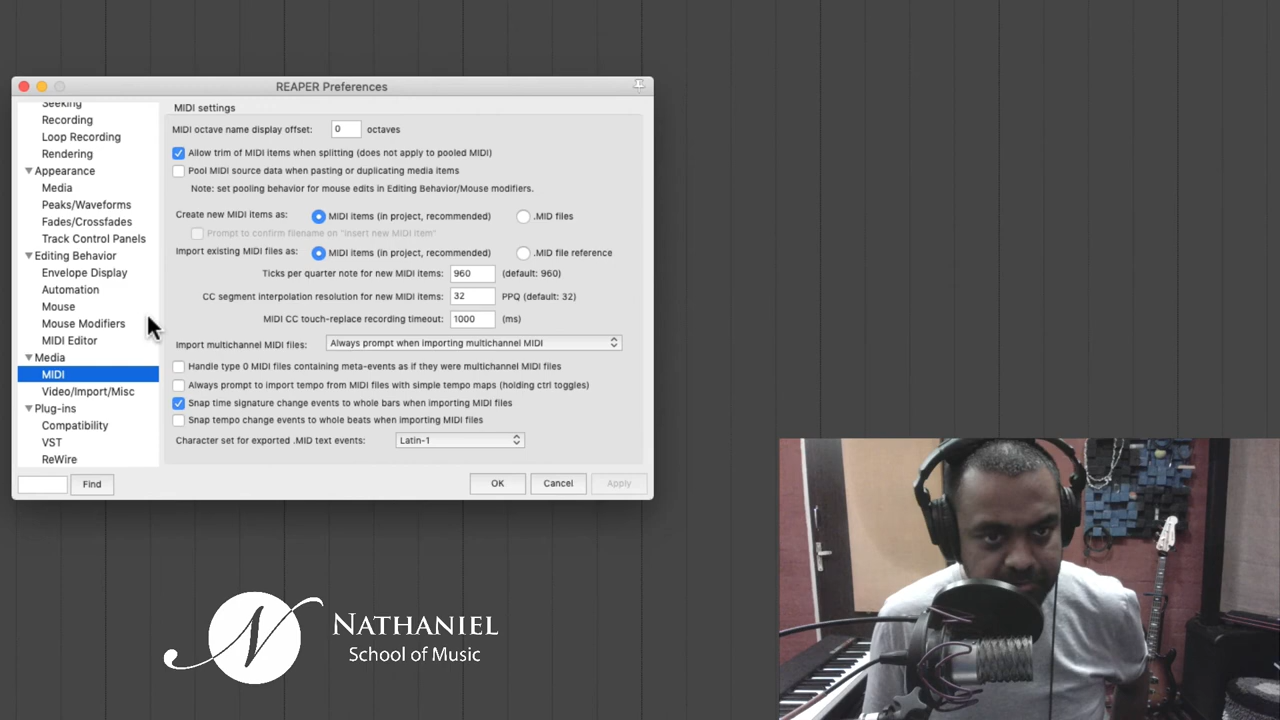 REAPER Preferences
Seeking
Recording
Loop Recording
Rendering
Appearance
Media
Peaks/Waveforms
Fades/Crossfades
Track Control Panels
Editing Behavior
Envelope Display
Automation
Mouse
Mouse Modifiers
MIDI Editor
Media
MIDI
Video/Import/Misc
Plug-ins
Compatibility
VST
ReWire
Find
MIDI settings
MIDI octave name display offset: 0 octaves
Allow trim of MIDI items when splitting (does not apply to pooled MIDI)
Pool MIDI source data when pasting or duplicating media items
Note: set pooling behavior for mouse edits in Editing Behavior/Mouse modifiers.
Create new MIDI items as: MIDI items (in project, recommended) .MID files
Prompt to confirm filename on "insert new MIDI item"
Import existing MIDI files as: MIDI items (in project, recommended) .MID file reference
Ticks per quarter note for new MIDI items: 960 (default: 960)
CC segment interpolation resolution for new MIDI items: 32 PPQ (default: 32)
MIDI CC touch-replace recording timeout: 1000 (ms)
Import multichannel MIDI files: Always prompt when importing multichannel MIDI
Handle type 0 MIDI files containing meta-events as if they were multichannel MIDI files
Always prompt to import tempo from MIDI files with simple tempo maps (holding ctrl toggles)
Snap time signature change events to whole bars when importing MIDI files
Snap tempo change events to whole beats when importing MIDI files
Character set for exported .MID text events: Latin-1
OK Cancel Apply
N NATHANIEL
School of Music